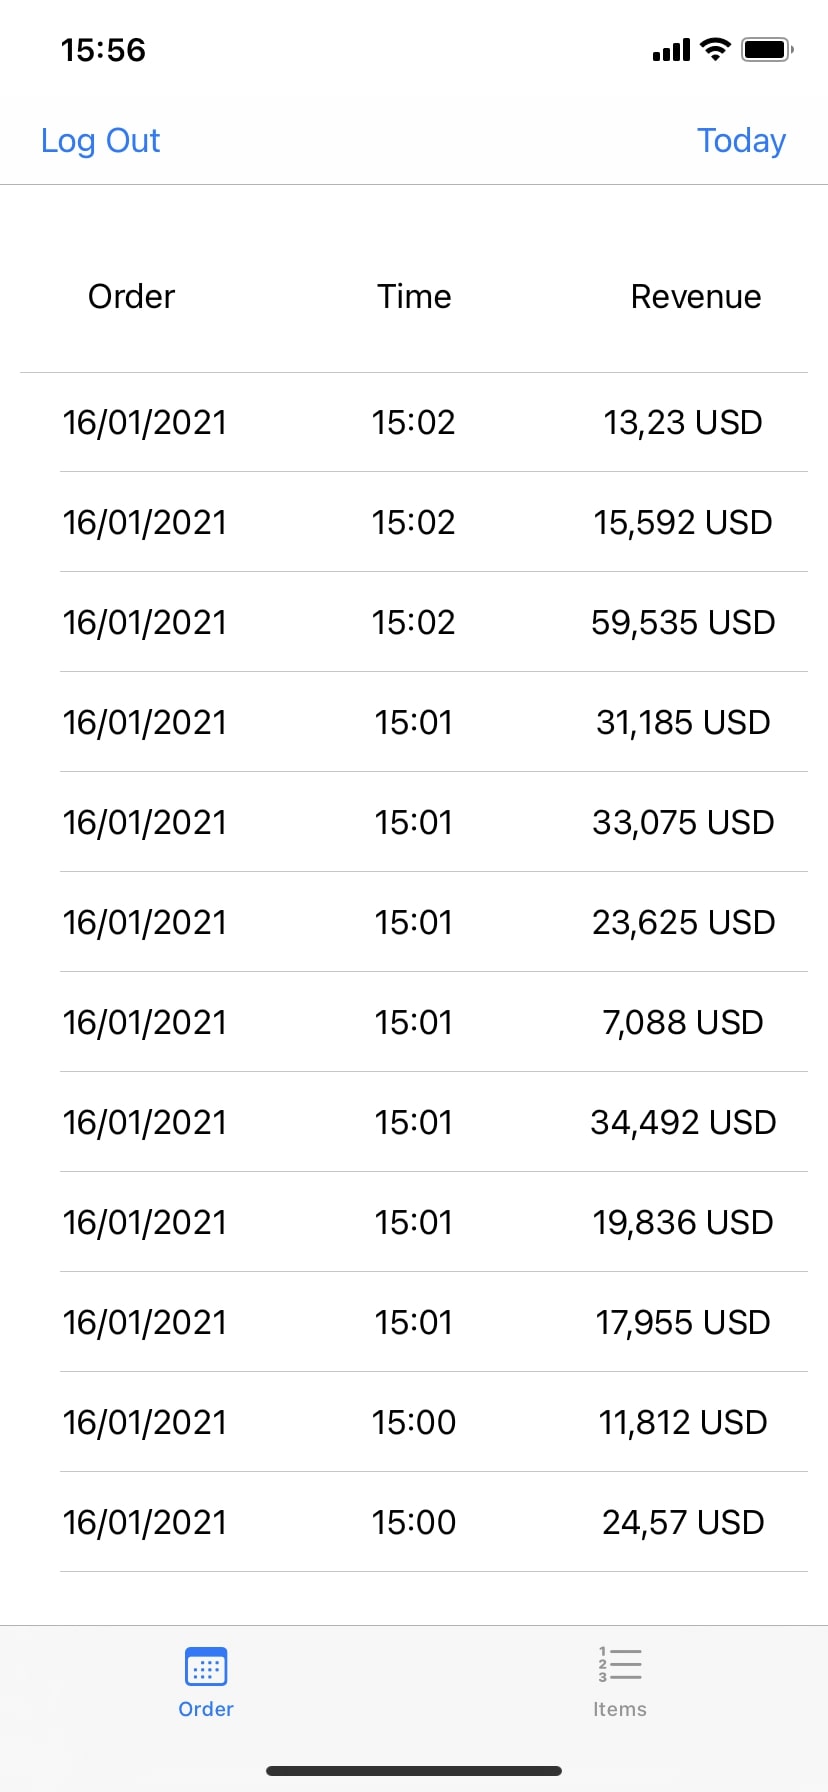 15:56
Log Out Today
Order Time Revenue
16/01/2021 15:02 13,23 USD
16/01/2021 15:02 15,592 USD
16/01/2021 15:02 59,535 USD
16/01/2021 15:01 31,185 USD
16/01/2021 15:01 33,075 USD
16/01/2021 15:01 23,625 USD
16/01/2021 15:01 7,088 USD
16/01/2021 15:01 34,492 USD
16/01/2021 15:01 19,836 USD
16/01/2021 15:01 17,955 USD
16/01/2021 15:00 11,812 USD
16/01/2021 15:00 24,57 USD
1
2
3
Order Items